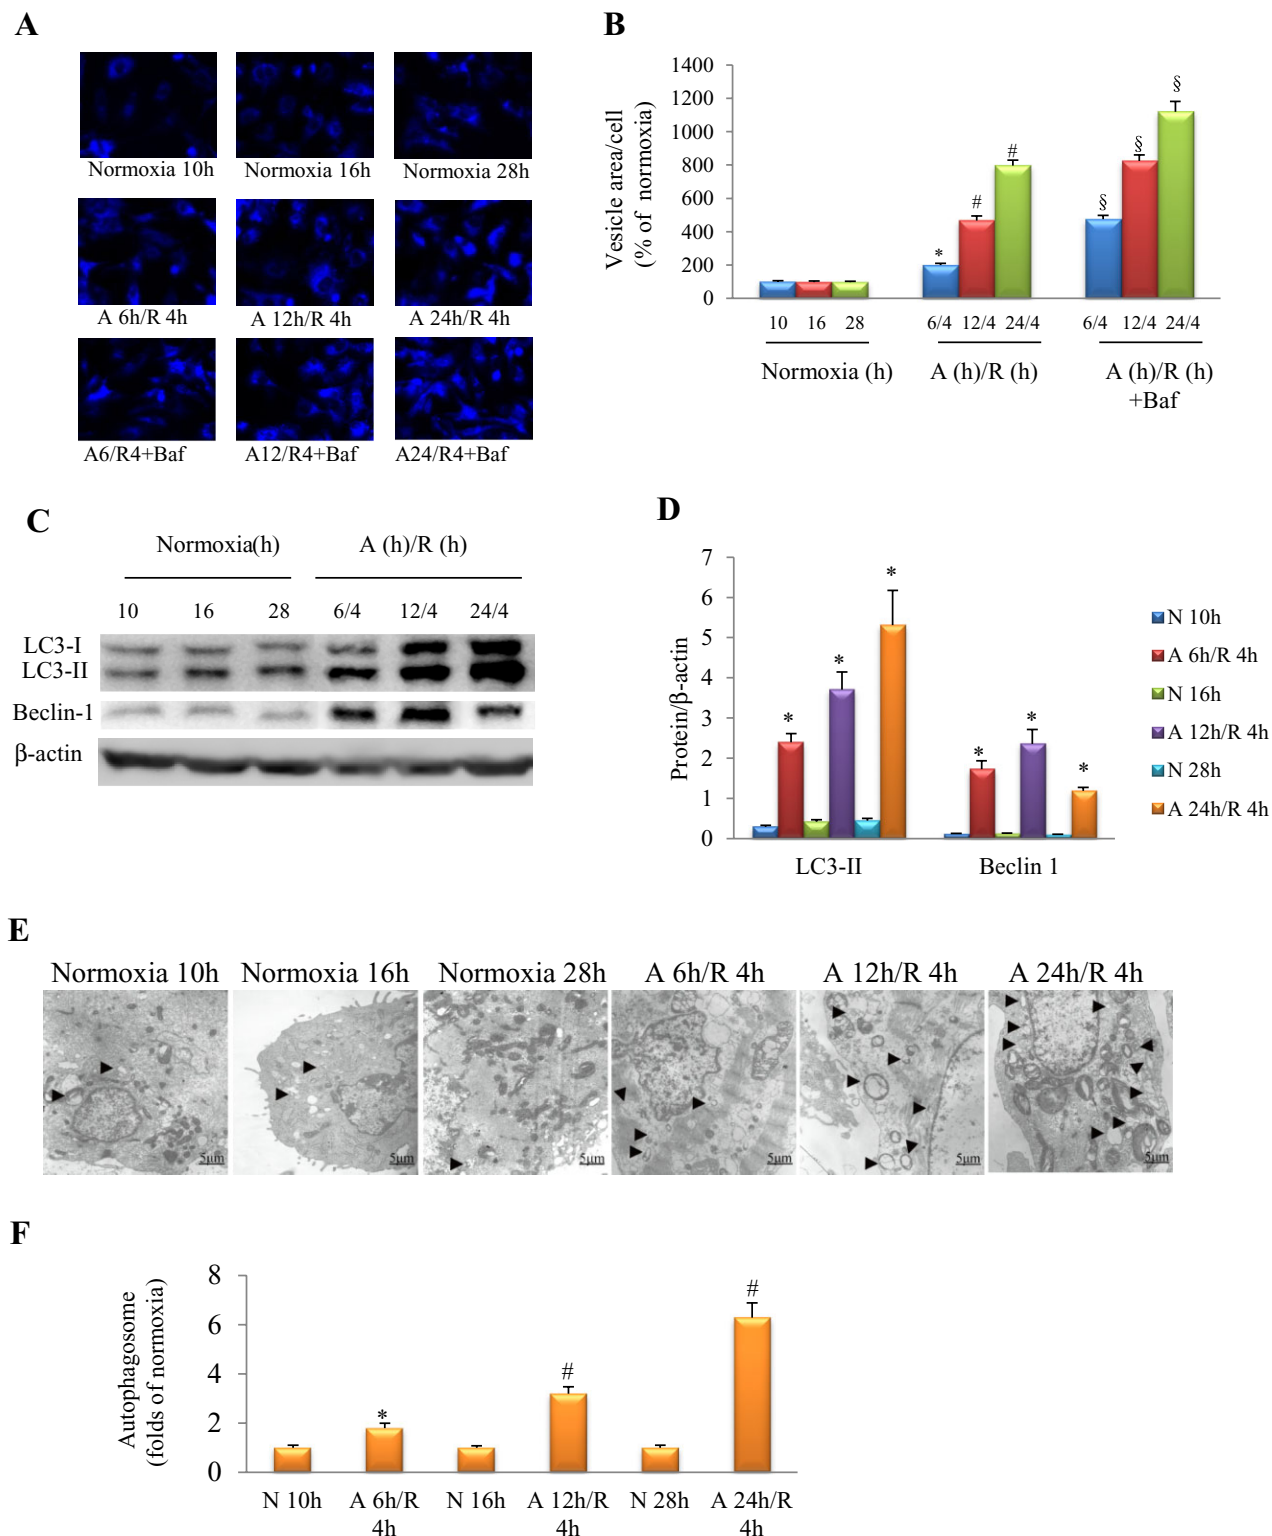 A
Normoxia 10h
Normoxia 16h
Normoxia 28h
A 6h/R 4h
A 12h/R 4h
A 24h/R 4h
A6/R4+Baf
A12/R4+Baf
A24/R4+Baf
B
Vesicle area/cell
(% of normoxia)
1400
1200
1000
800
600
400
200
0
*
#
#
§
§
§
10 16 28 6/4 12/4 24/4 6/4 12/4 24/4
Normoxia (h)
A (h)/R (h)
A (h)/R (h)
+Baf
C
Normoxia(h)
A (h)/R (h)
10 16 28 6/4 12/4 24/4
LC3-I
LC3-II
Beclin-1
β-actin
D
Protein/β-actin
7
6
5
4
3
2
1
0
*
*
*
*
*
*
LC3-II
Beclin 1
N 10h
A 6h/R 4h
N 16h
A 12h/R 4h
N 28h
A 24h/R 4h
E
Normoxia 10h
Normoxia 16h
Normoxia 28h
A 6h/R 4h
A 12h/R 4h
A 24h/R 4h
5μm
5μm
5μm
5μm
5μm
5μm
F
Autophagosome
(folds of normoxia)
8
6
4
2
0
*
#
#
N 10h
A 6h/R
4h
N 16h
A 12h/R
4h
N 28h
A 24h/R
4h